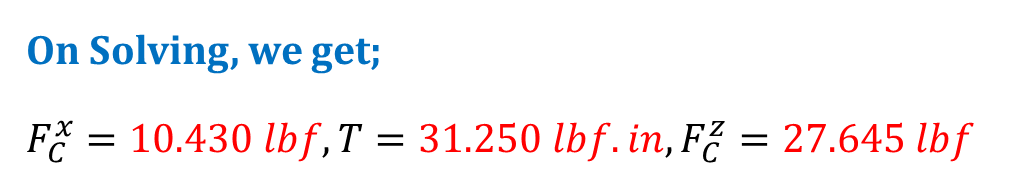 On Solving, we get;
F_C^x = 10.430 lbf, T = 31.250 lbf. in, F_C^z = 27.645 lbf